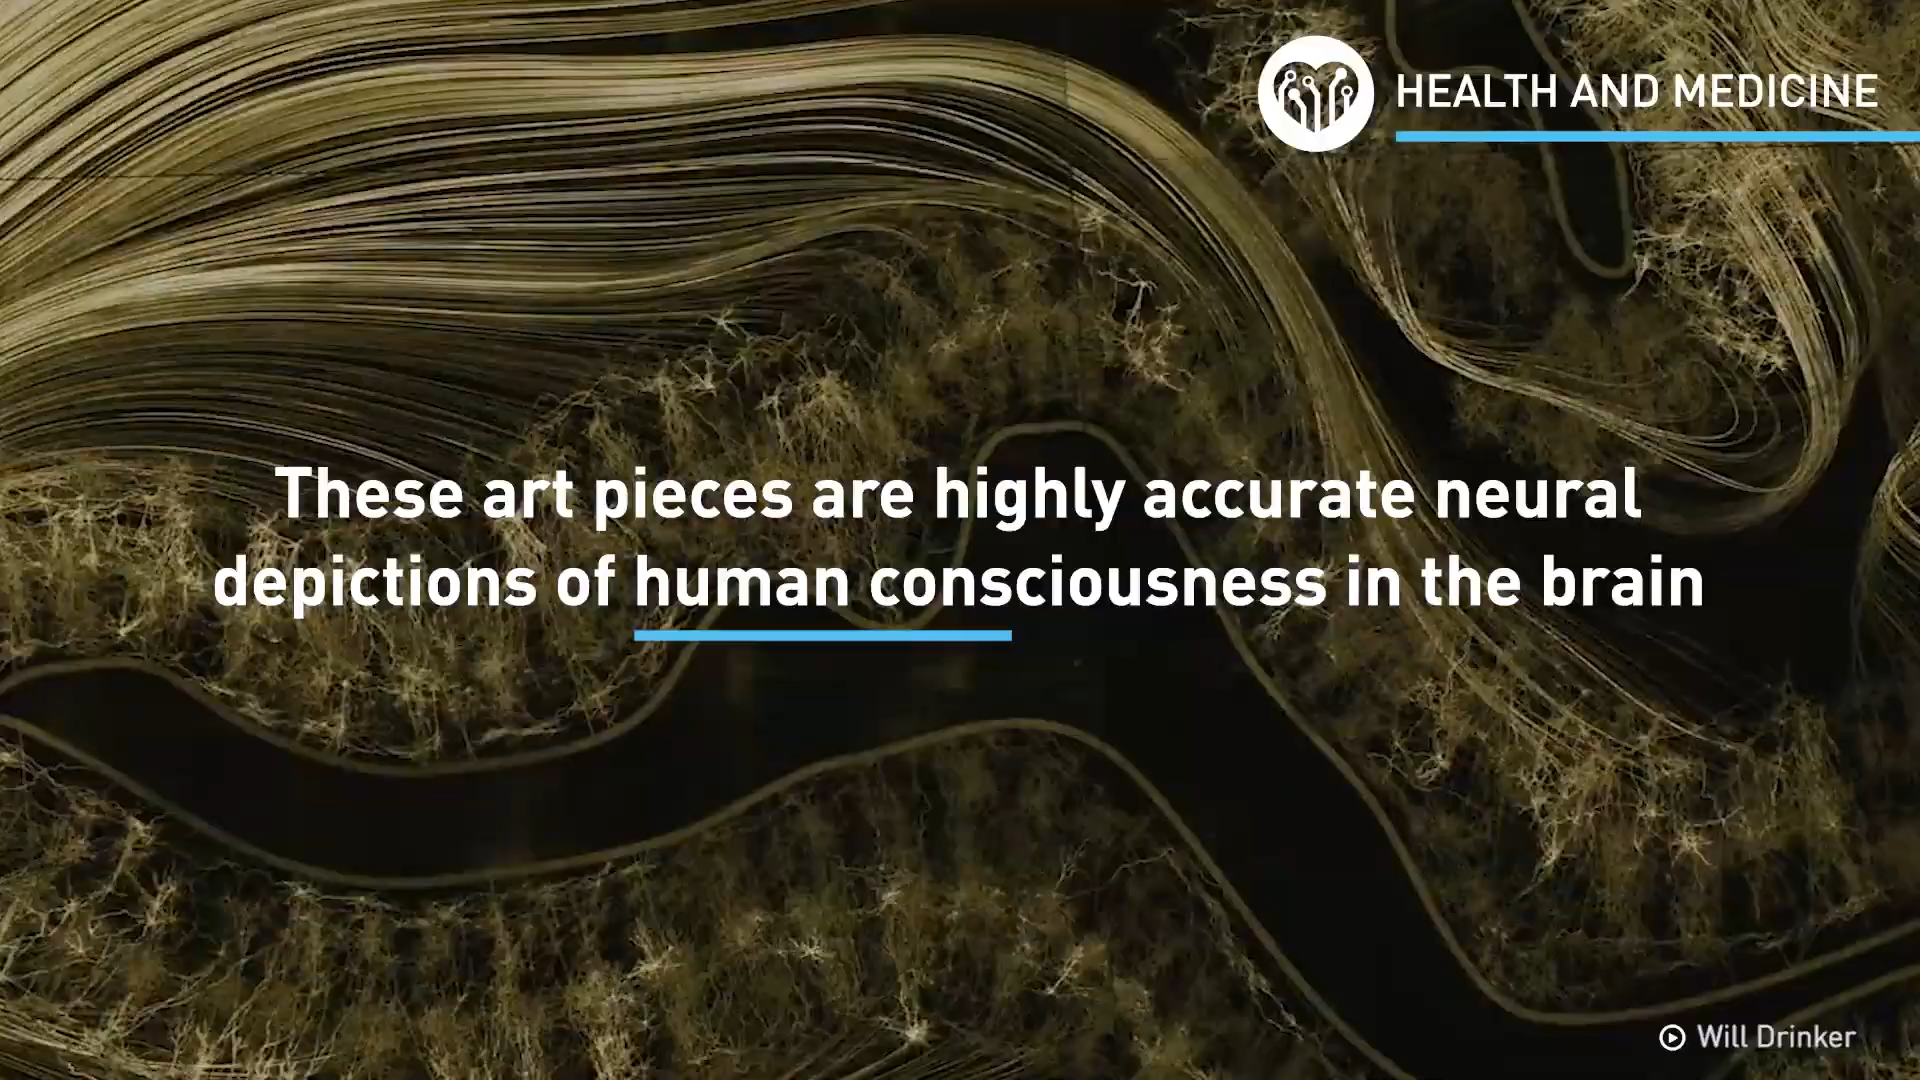 HEALTH AND MEDICINE
These art pieces are highly accurate neural
depictions of human consciousness in the brain
Will Drinker